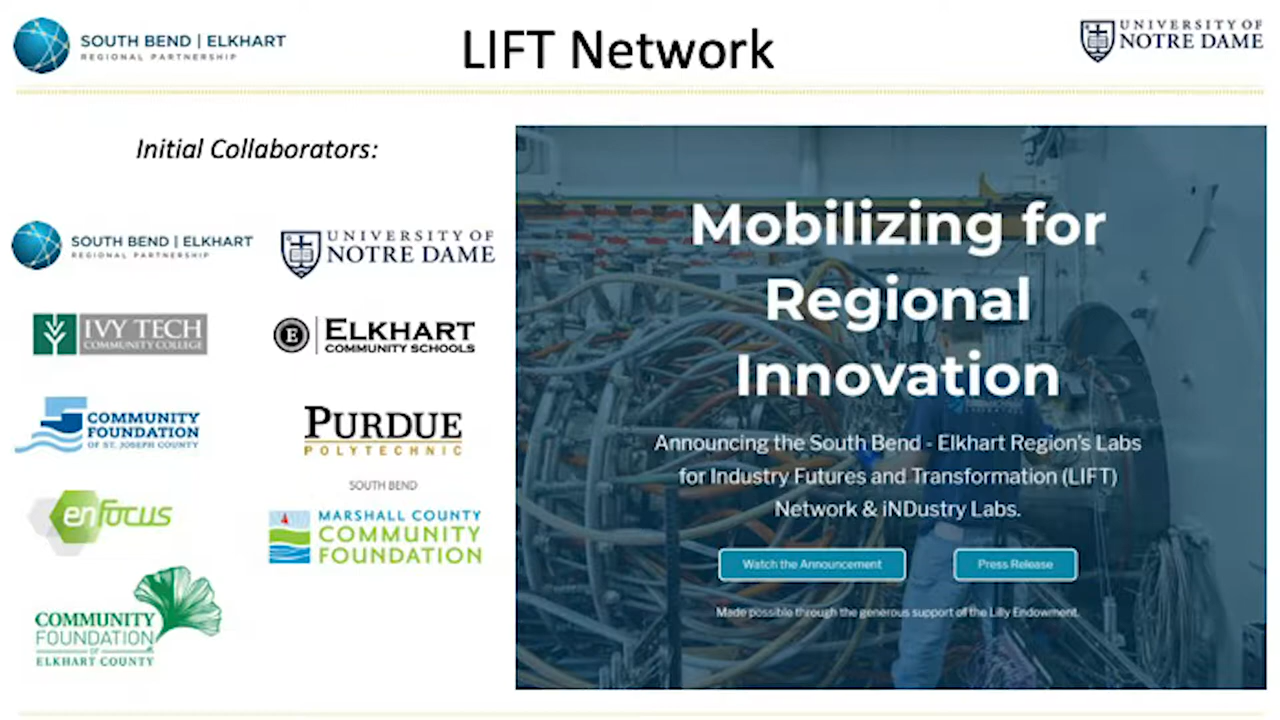 SOUTH BEND | ELKHART
REGIONAL PARTNERSHIP
LIFT Network
UNIVERSITY OF
NOTRE DAME
Initial Collaborators:
SOUTH BEND | ELKHART
REGIONAL PARTNERSHIP
UNIVERSITY OF
NOTRE DAME
IVY TECH
COMMUNITY COLLEGE
E
ELKHART
COMMUNITY SCHOOLS
COMMUNITY
FOUNDATION
OF ST. JOSEPH COUNTY
PURDUE
POLYTECHNIC
SOUTH BEND
enFocus
MARSHALL COUNTY
COMMUNITY
FOUNDATION
COMMUNITY
FOUNDATION
OF
ELKHART COUNTY
Mobilizing for
Regional
Innovation
Announcing the South Bend - Elkhart Region's Labs
for Industry Futures and Transformation (LIFT)
Network & iNDustry Labs.
Watch the Announcement
Press Release
Made possible through the generous support of the Lilly Endowment.